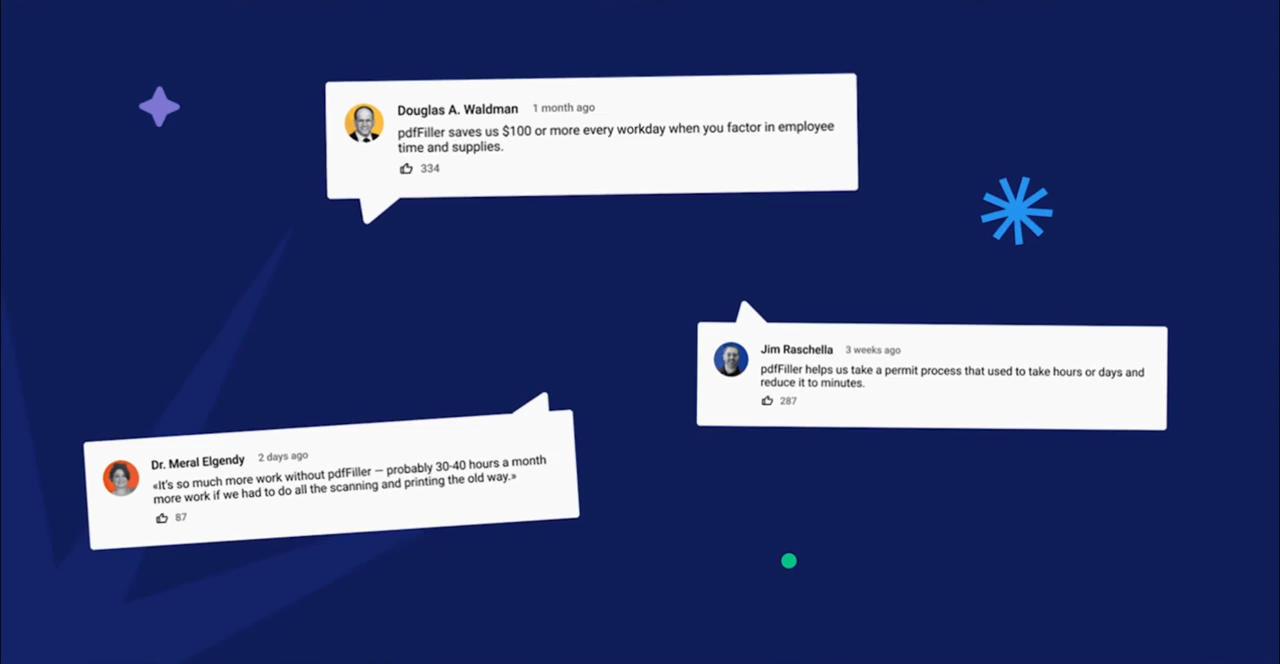 Douglas A. Waldman 1 month ago
pdfFiller saves us $100 or more every workday when you factor in employee
time and supplies.
334
Jim Raschella 3 weeks ago
pdfFiller helps us take a permit process that used to take hours or days and
reduce it to minutes.
287
Dr. Meral Elgendy 2 days ago
«It's so much more work without pdfFiller — probably 30-40 hours a month
more work if we had to do all the scanning and printing the old way.»
87